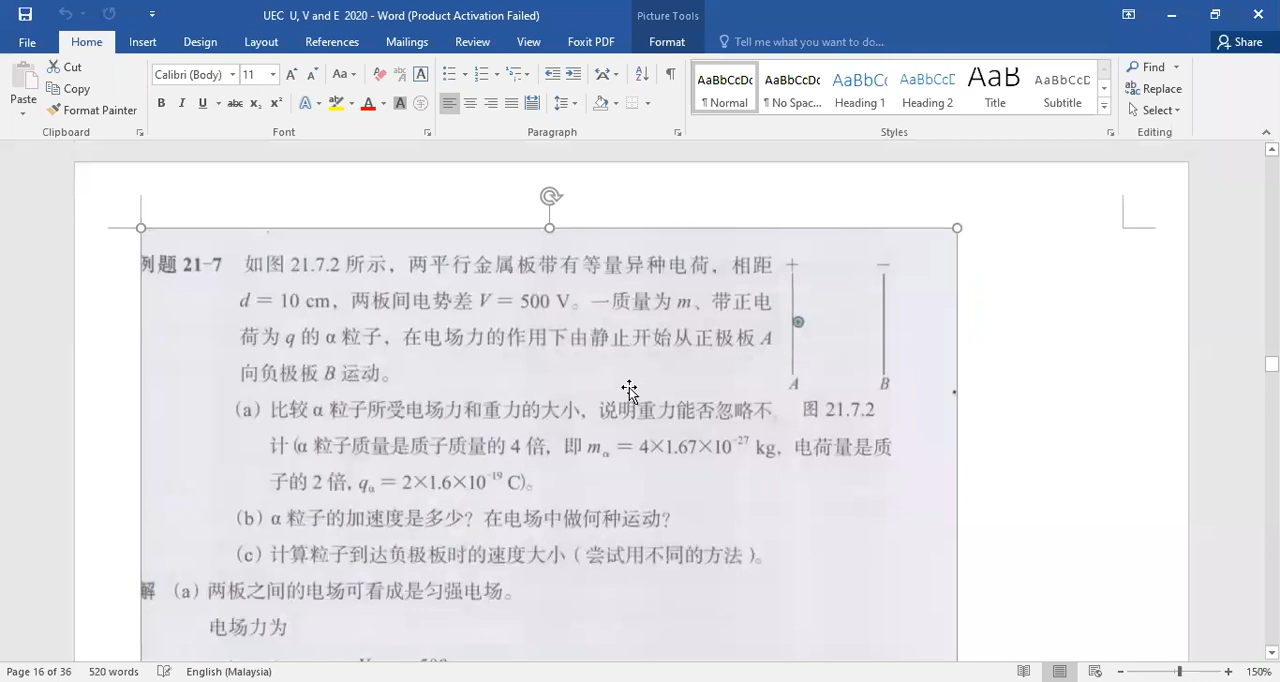 UEC U, V and E 2020 - Word (Product Activation Failed)
Picture Tools
File
Home
Insert
Design
Layout
References
Mailings
Review
View
Foxit PDF
Format
Tell me what you want to do...
Share
Paste
Cut
Copy
Format Painter
Clipboard
Calibri (Body)
11
Font
Paragraph
AaBbCcDc
¶ Normal
AaBbCcDc
¶ No Spac...
AaBbC
Heading 1
AaBbCcD
Heading 2
AaB
Title
AaBbCcD
Subtitle
Styles
Find
Replace
Select
Editing
例题 21-7 如图 21.7.2 所示，两平行金属板带有等量异种电荷，相距
d = 10 cm，两板间电势差 V = 500 V。一质量为 m、带正电
荷为 q 的 α 粒子，在电场力的作用下由静止开始从正极板 A
向负极板 B 运动。
+ −
A B
图 21.7.2
(a) 比较 α 粒子所受电场力和重力的大小，说明重力能否忽略不
计 (α 粒子质量是质子质量的 4 倍，即 mα = 4×1.67×10⁻²⁷ kg，电荷量是质
子的 2 倍, qα = 2×1.6×10⁻¹⁹ C)。
(b) α 粒子的加速度是多少？在电场中做何种运动？
(c) 计算粒子到达负极板时的速度大小 ( 尝试用不同的方法 )。
解 (a) 两板之间的电场可看成是匀强电场。
电场力为
Page 16 of 36
520 words
English (Malaysia)
150%